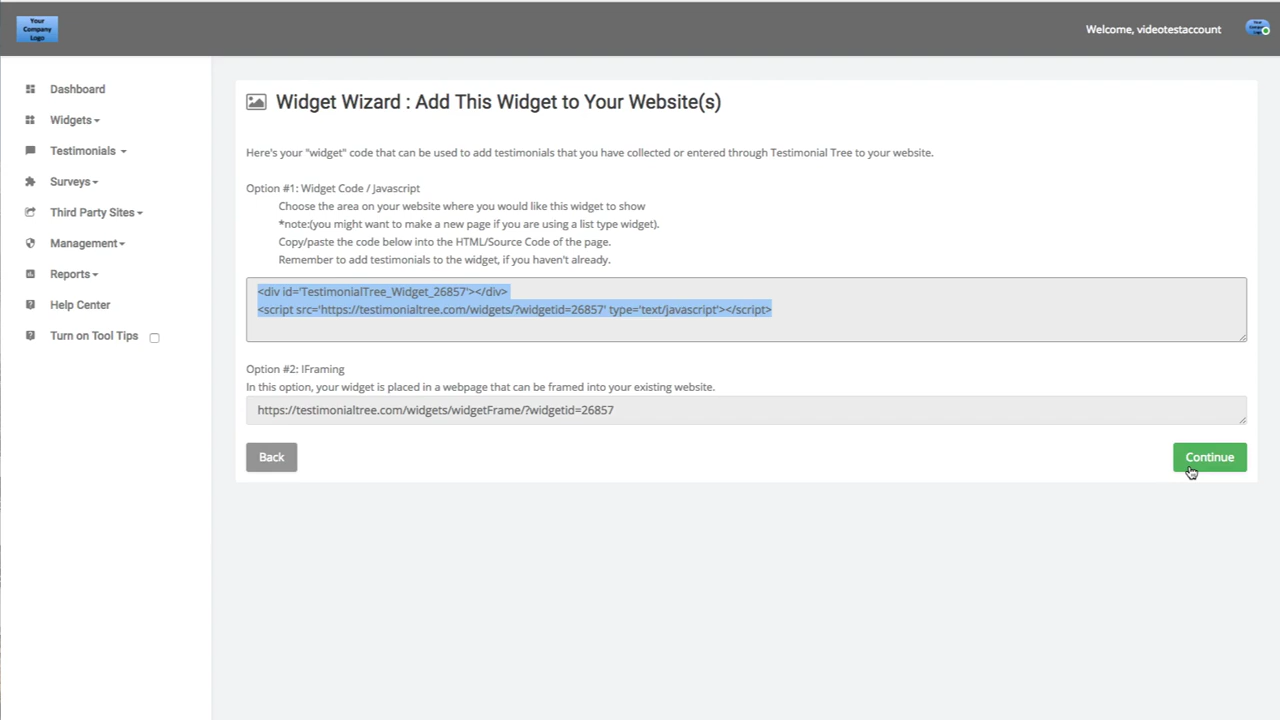 Your
Company
Logo
Welcome, videotestaccount
Dashboard
Widgets
Testimonials
Surveys
Third Party Sites
Management
Reports
Help Center
Turn on Tool Tips
Widget Wizard : Add This Widget to Your Website(s)
Here's your "widget" code that can be used to add testimonials that you have collected or entered through Testimonial Tree to your website.
Option #1: Widget Code / Javascript
Choose the area on your website where you would like this widget to show
*note:(you might want to make a new page if you are using a list type widget).
Copy/paste the code below into the HTML/Source Code of the page.
Remember to add testimonials to the widget, if you haven't already.
<div id='TestimonialTree_Widget_26857'></div>
<script src='https://testimonialtree.com/widgets/?widgetid=26857' type='text/javascript'></script>
Option #2: IFraming
In this option, your widget is placed in a webpage that can be framed into your existing website.
https://testimonialtree.com/widgets/widgetFrame/?widgetid=26857
Back
Continue